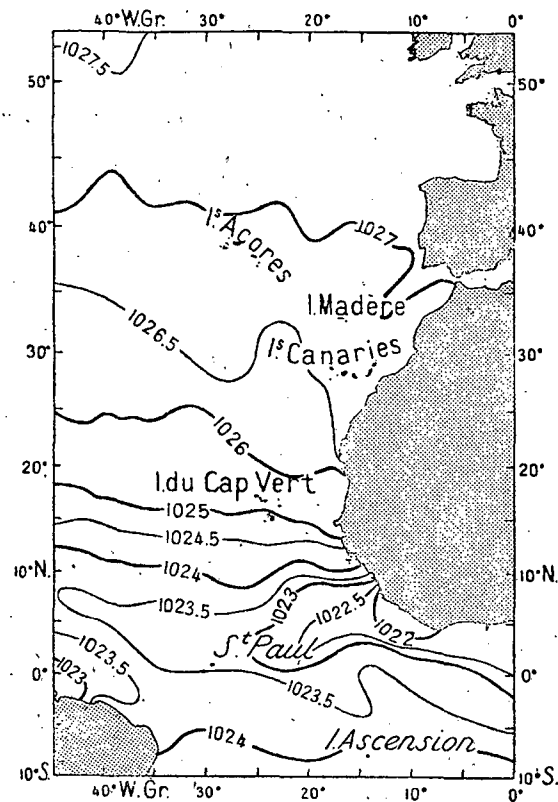 40° W.Gr. 30° 20° 10° 0°
1027.5
50° 50°
40° 40°
Iˢ Açores
1027
I.Madère
1026.5
30° Iˢ Canaries 30°
1026
20° 20°
I.du Cap Vert
1025
1024.5
10°N. 1024 10°S.
1023.5 1023 1022.5 1022
Sᵗ Paul
0° 1023.5 0°
1023 1023.5
1024 I.Ascension
10°S. 10°S.
40° W.Gr. 30° 20° 10° 0°